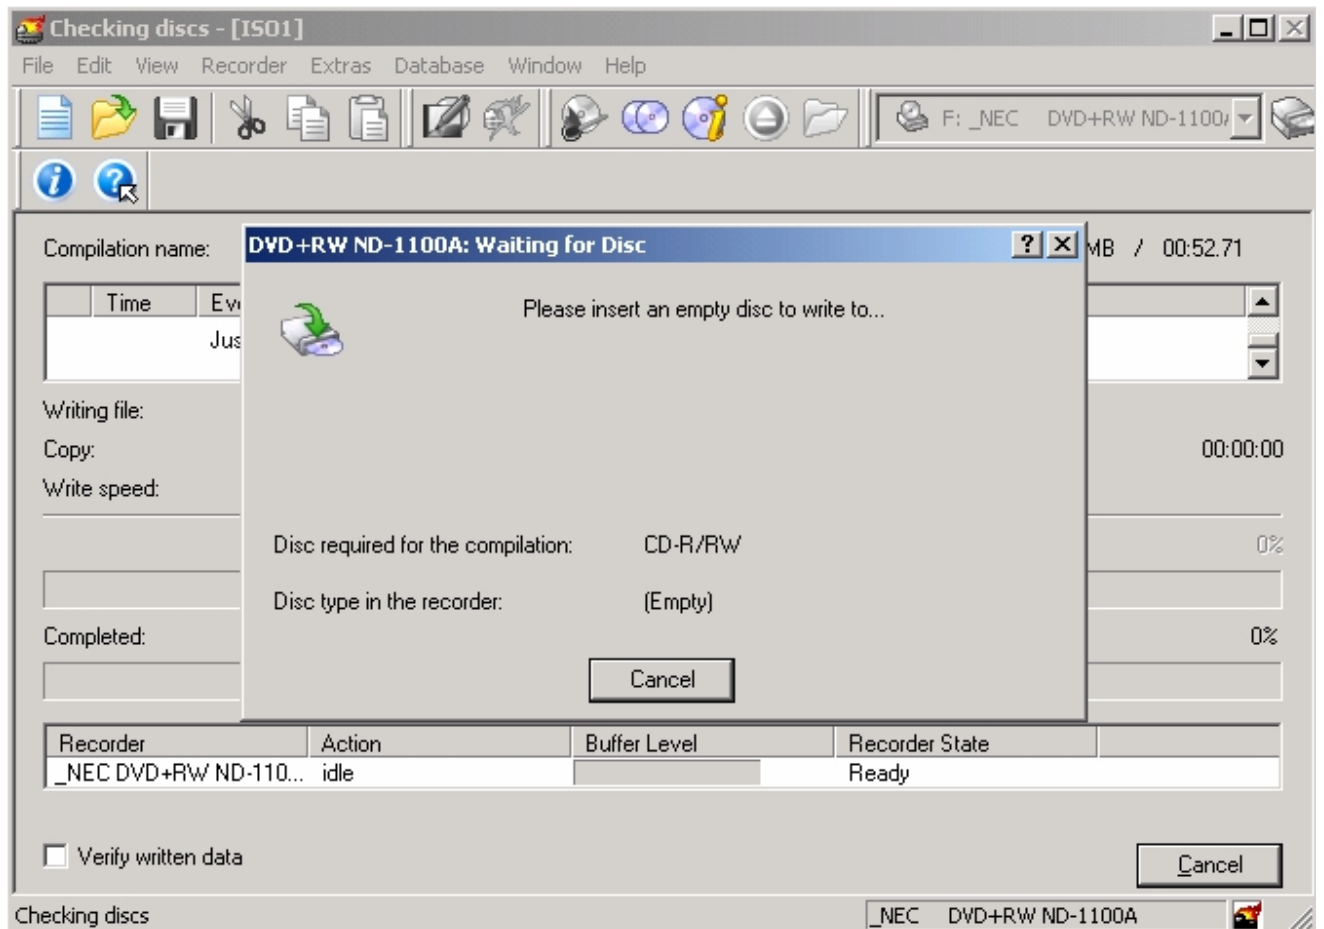 Checking discs - [ISO1]
File Edit View Recorder Extras Database Window Help
F: _NEC DVD+RW ND-1100
Compilation name:
MB / 00:52.71
DVD+RW ND-1100A: Waiting for Disc
Please insert an empty disc to write to...
Time
Jus
Writing file:
Copy: 00:00:00
Write speed:
Disc required for the compilation: CD-R/RW
0%
Disc type in the recorder: (Empty)
Completed: 0%
Cancel
Recorder Action Buffer Level Recorder State
_NEC DVD+RW ND-110... idle Ready
Verify written data
Cancel
Checking discs _NEC DVD+RW ND-1100A